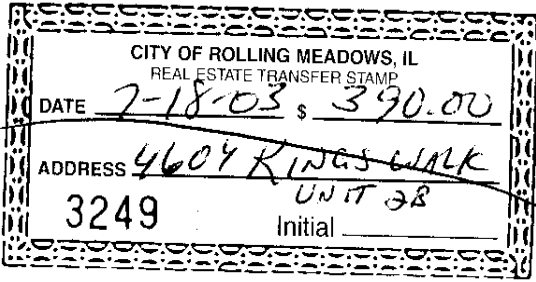 CITY OF ROLLING MEADOWS, IL
REAL ESTATE TRANSFER STAMP
DATE 7-18-03 $ 390.00
ADDRESS 4604 KINGS WALK
UNIT 2B
3249 Initial